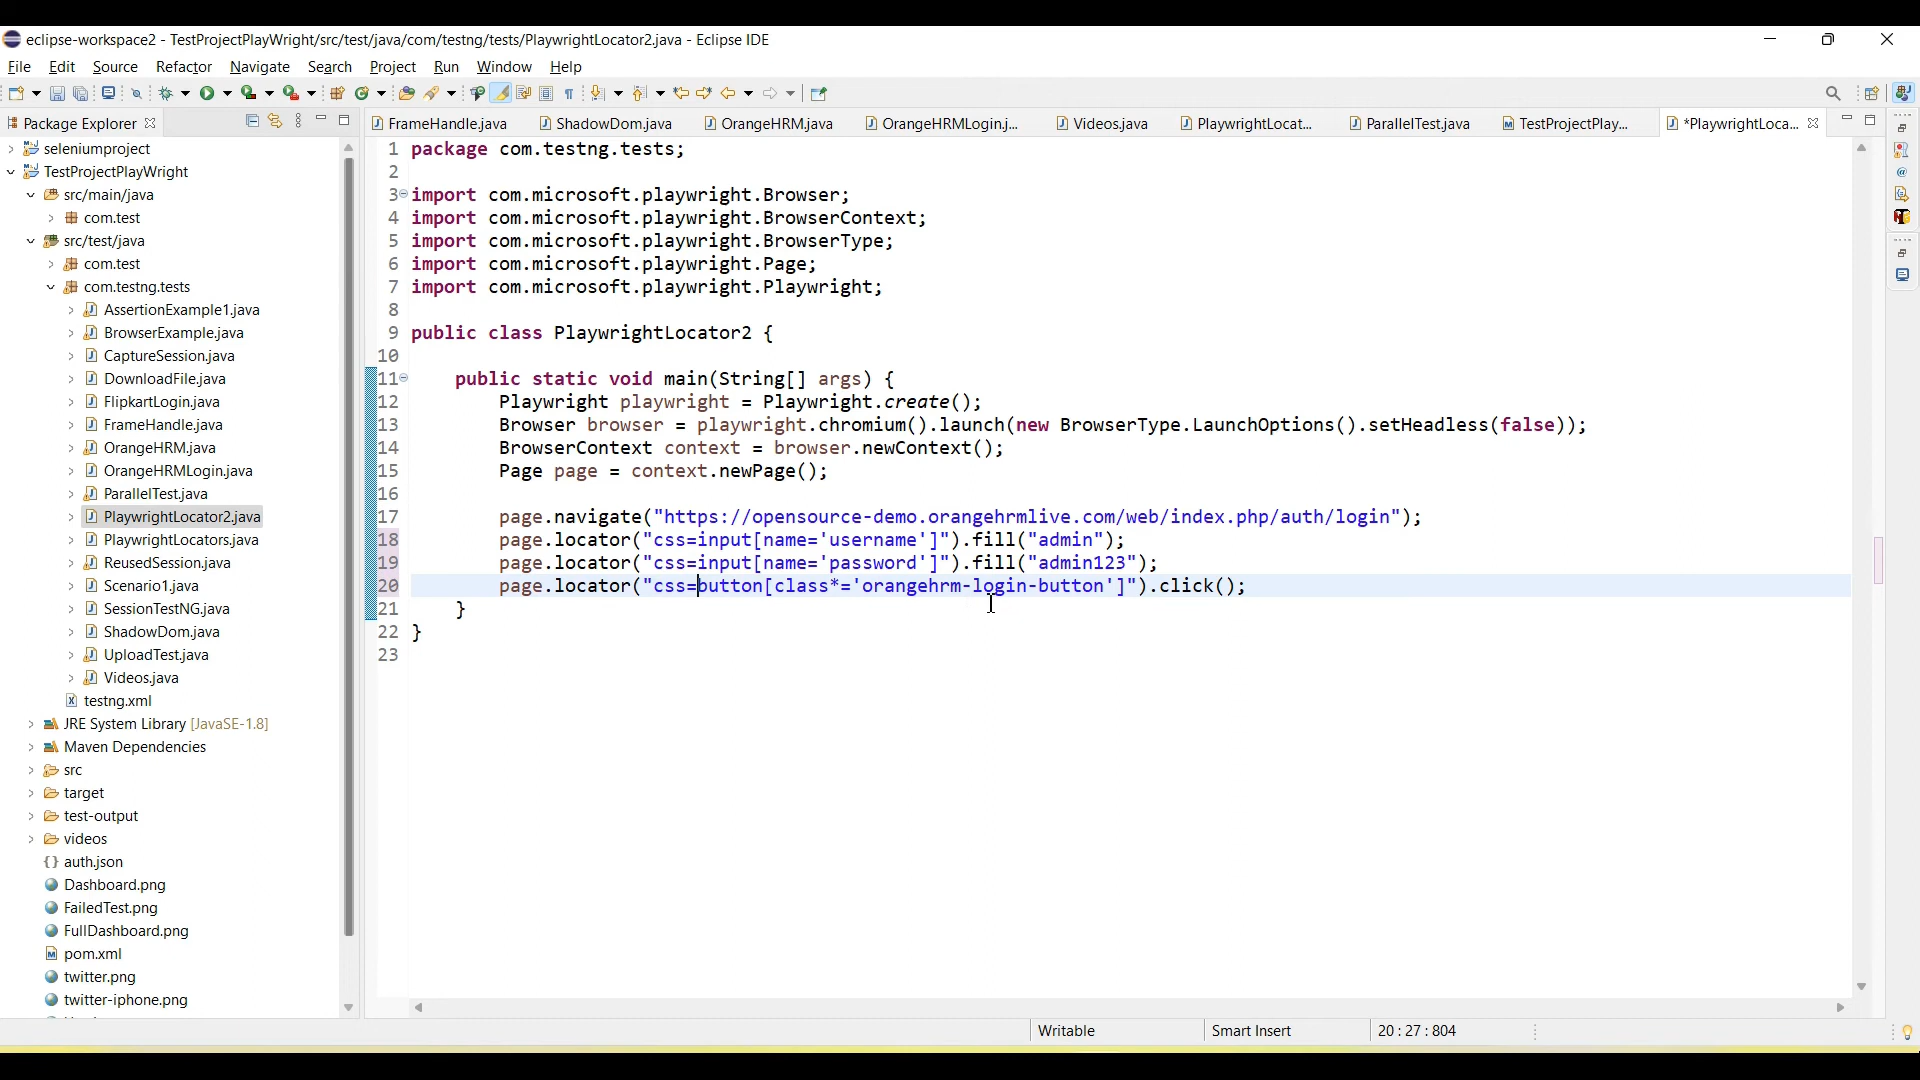 eclipse-workspace2 - TestProjectPlayWright/src/test/java/com/testng/tests/PlaywrightLocator2.java - Eclipse IDE
File Edit Source Refactor Navigate Search Project Run Window Help
Package Explorer
seleniumproject
TestProjectPlayWright
src/main/java
com.test
src/test/java
com.test
com.testng.tests
AssertionExample1.java
BrowserExample.java
CaptureSession.java
DownloadFile.java
FlipkartLogin.java
FrameHandle.java
OrangeHRM.java
OrangeHRMLogin.java
ParallelTest.java
PlaywrightLocator2.java
PlaywrightLocators.java
ReusedSession.java
Scenario1.java
SessionTestNG.java
ShadowDom.java
UploadTest.java
Videos.java
testng.xml
JRE System Library [JavaSE-1.8]
Maven Dependencies
src
target
test-output
videos
auth.json
Dashboard.png
FailedTest.png
FullDashboard.png
pom.xml
twitter.png
twitter-iphone.png
FrameHandle.java ShadowDom.java OrangeHRM.java OrangeHRMLogin.j... Videos.java PlaywrightLocat... ParallelTest.java TestProjectPlay... *PlaywrightLoca...
1 package com.testng.tests;
2
3 import com.microsoft.playwright.Browser;
4 import com.microsoft.playwright.BrowserContext;
5 import com.microsoft.playwright.BrowserType;
6 import com.microsoft.playwright.Page;
7 import com.microsoft.playwright.Playwright;
8
9 public class PlaywrightLocator2 {
10
11 public static void main(String[] args) {
12 Playwright playwright = Playwright.create();
13 Browser browser = playwright.chromium().launch(new BrowserType.LaunchOptions().setHeadless(false));
14 BrowserContext context = browser.newContext();
15 Page page = context.newPage();
16
17 page.navigate("https://opensource-demo.orangehrmlive.com/web/index.php/auth/login");
18 page.locator("css=input[name='username']").fill("admin");
19 page.locator("css=input[name='password']").fill("admin123");
20 page.locator("css=button[class*='orangehrm-login-button']").click();
21 }
22 }
23
Writable Smart Insert 20 : 27 : 804